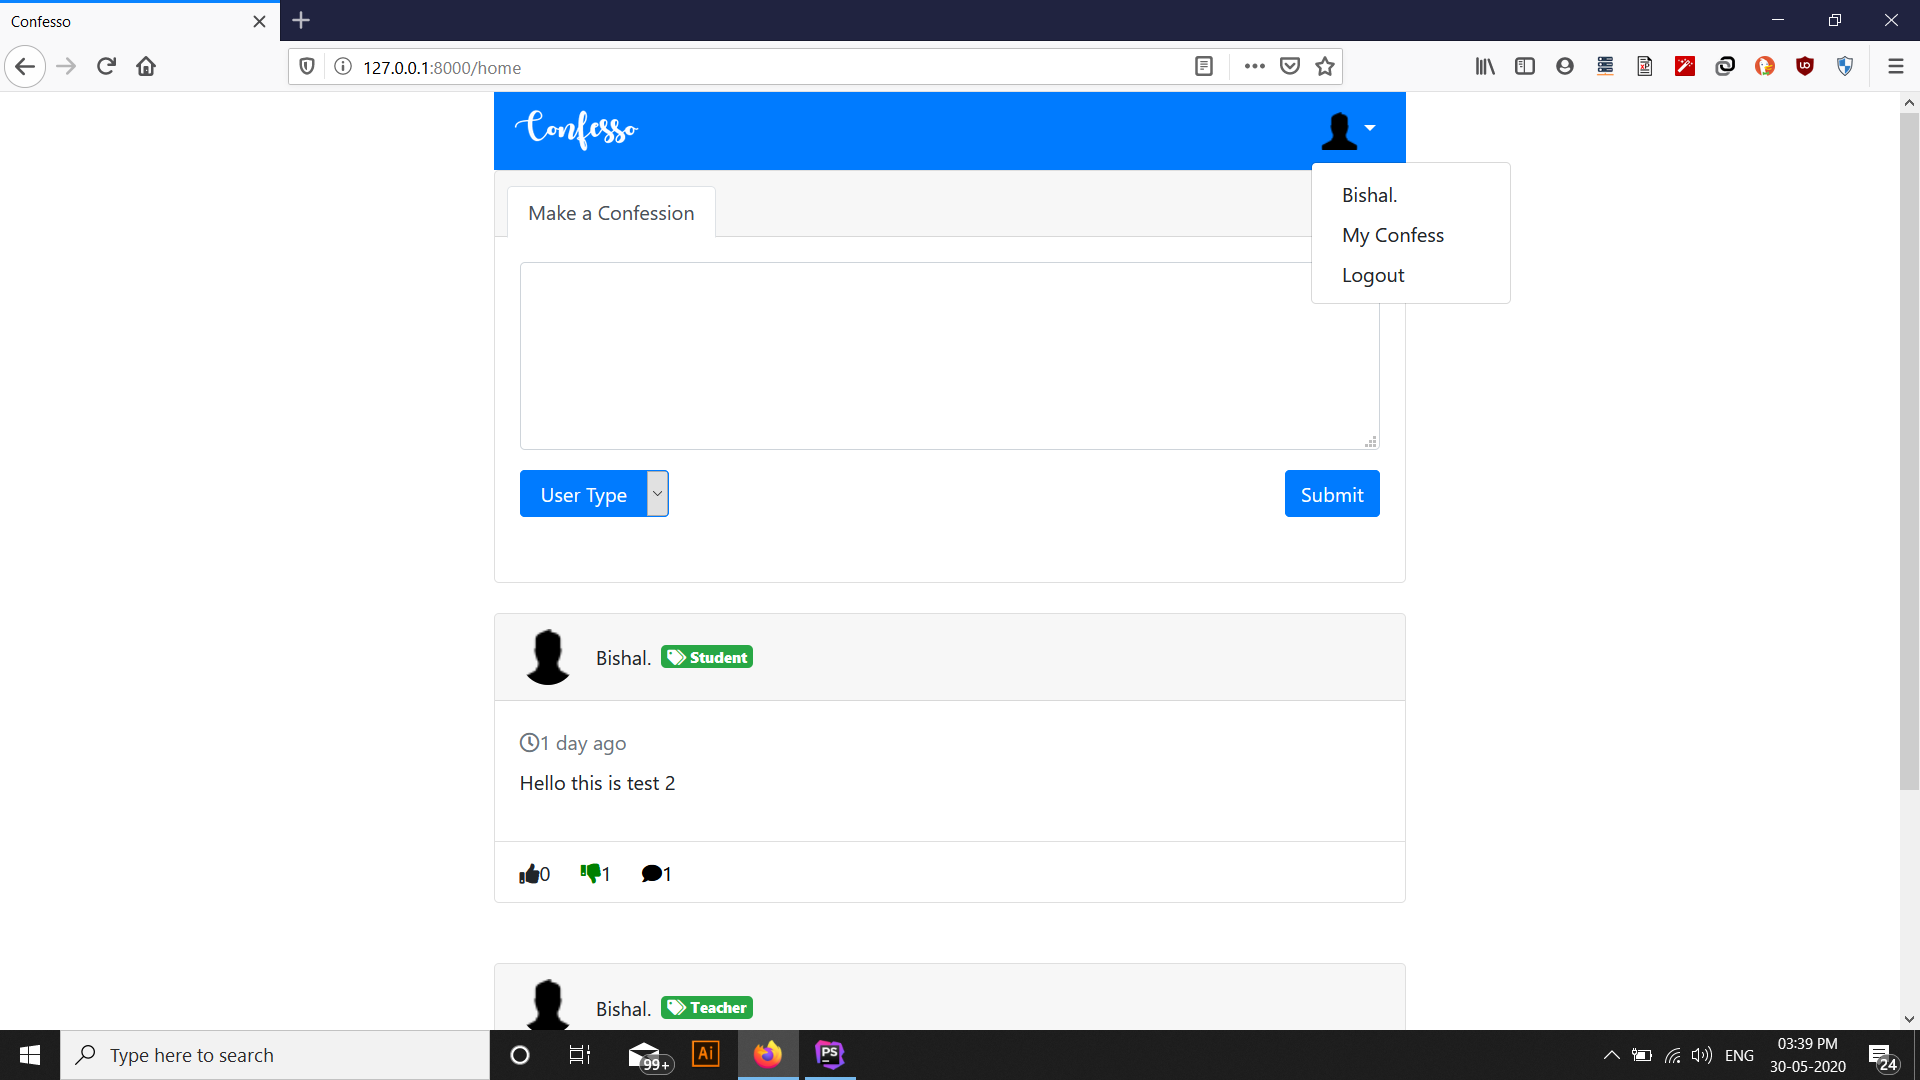 Confesso
127.0.0.1:8000/home
Confesso
Bishal.
My Confess
Logout
Make a Confession
User Type
Submit
Bishal. Student
1 day ago
Hello this is test 2
0 1 1
Bishal. Teacher
Type here to search
99+
Ai
PS
ENG
03:39 PM
30-05-2020
24